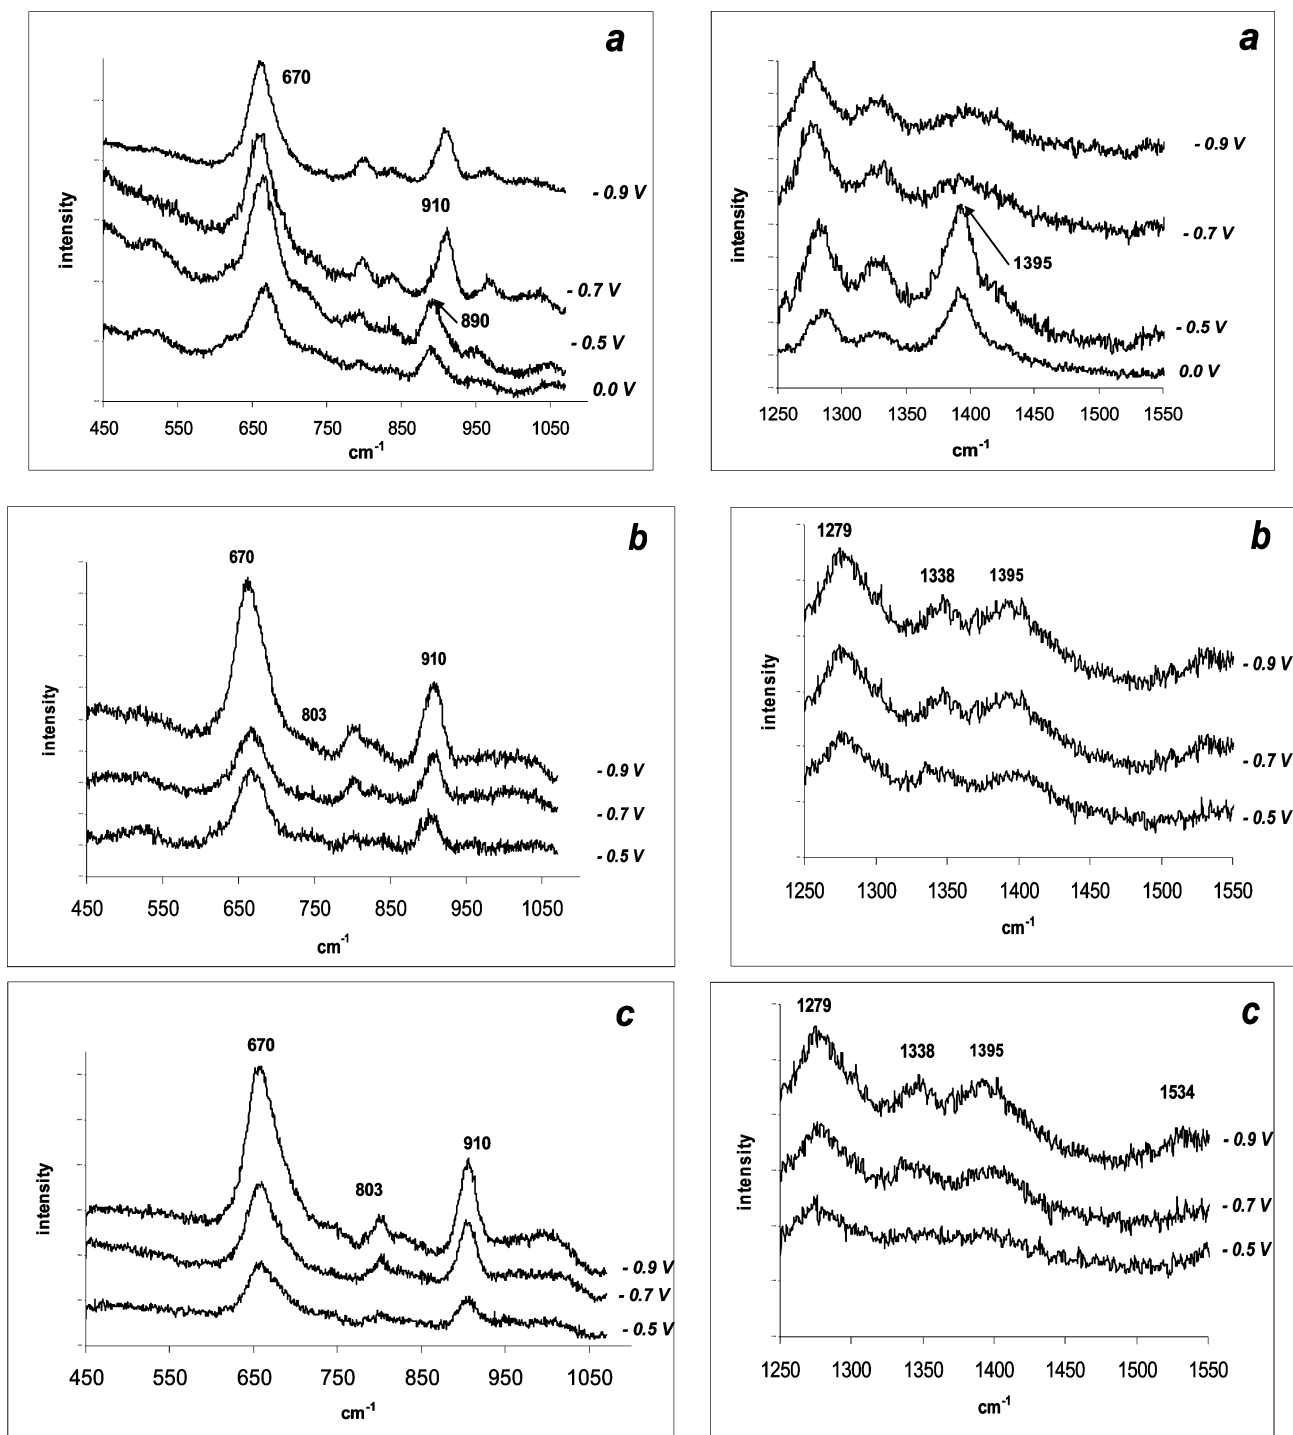 a
670
- 0.9 V
910
- 0.7 V
890
- 0.5 V
0.0 V
intensity
450 550 650 750 850 950 1050
cm-1
a
- 0.9 V
- 0.7 V
1395
- 0.5 V
0.0 V
intensity
1250 1300 1350 1400 1450 1500 1550
cm-1
b
670
910
803
- 0.9 V
- 0.7 V
- 0.5 V
intensity
450 550 650 750 850 950 1050
cm-1
b
1279
1338 1395
- 0.9 V
- 0.7 V
- 0.5 V
intensity
1250 1300 1350 1400 1450 1500 1550
cm-1
c
670
910
803
- 0.9 V
- 0.7 V
- 0.5 V
intensity
450 550 650 750 850 950 1050
cm-1
c
1279
1338 1395
1534
- 0.9 V
- 0.7 V
- 0.5 V
intensity
1250 1300 1350 1400 1450 1500 1550
cm-1